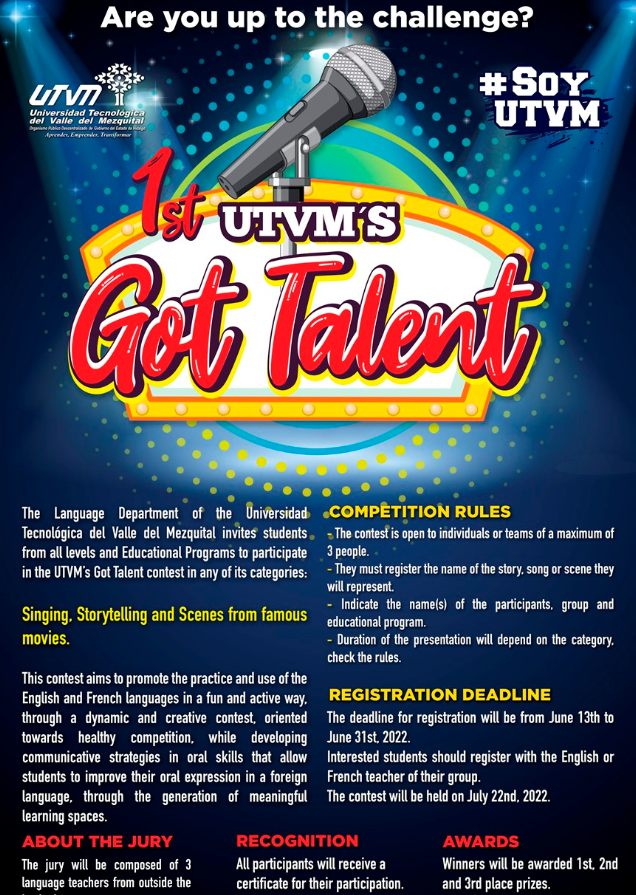 Are you up to the challenge?
UTVM
Universidad Tecnológica
del Valle del Mezquital
Organismo Público Descentralizado de Gobierno del Estado de Hidalgo
Aprender, Emprender, Transformar
#SOY
UTVM
1st UTVM´S
Got Talent
The Language Department of the Universidad
Tecnológica del Valle del Mezquital invites students
from all levels and Educational Programs to participate
in the UTVM's Got Talent contest in any of its categories:
Singing, Storytelling and Scenes from famous
movies.
This contest aims to promote the practice and use of the
English and French languages in a fun and active way,
through a dynamic and creative contest, oriented
towards healthy competition, while developing
communicative strategies in oral skills that allow
students to improve their oral expression in a foreign
language, through the generation of meaningful
learning spaces.
COMPETITION RULES
- The contest is open to individuals or teams of a maximum of
3 people.
- They must register the name of the story, song or scene they
will represent.
- Indicate the name(s) of the participants, group and
educational program.
- Duration of the presentation will depend on the category,
check the rules.
REGISTRATION DEADLINE
The deadline for registration will be from June 13th to
June 31st, 2022.
Interested students should register with the English or
French teacher of their group.
The contest will be held on July 22nd, 2022.
ABOUT THE JURY
The jury will be composed of 3
language teachers from outside the
RECOGNITION
All participants will receive a
certificate for their participation.
AWARDS
Winners will be awarded 1st, 2nd
and 3rd place prizes.